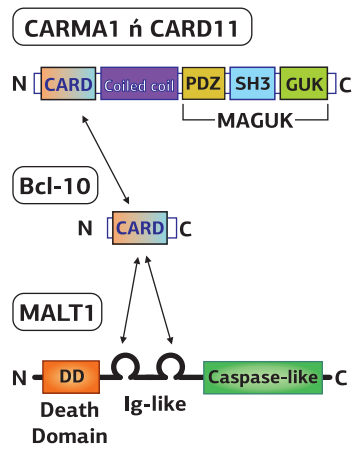 CARMA1 ń CARD11
N CARD Coiled coil PDZ SH3 GUK C
MAGUK
Bcl-10
N CARD C
MALT1
N DD Caspase-like C
Death Ig-like
Domain